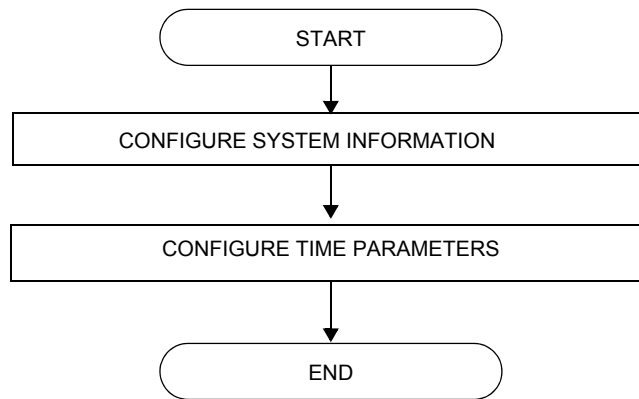 START
CONFIGURE SYSTEM INFORMATION
CONFIGURE TIME PARAMETERS
END